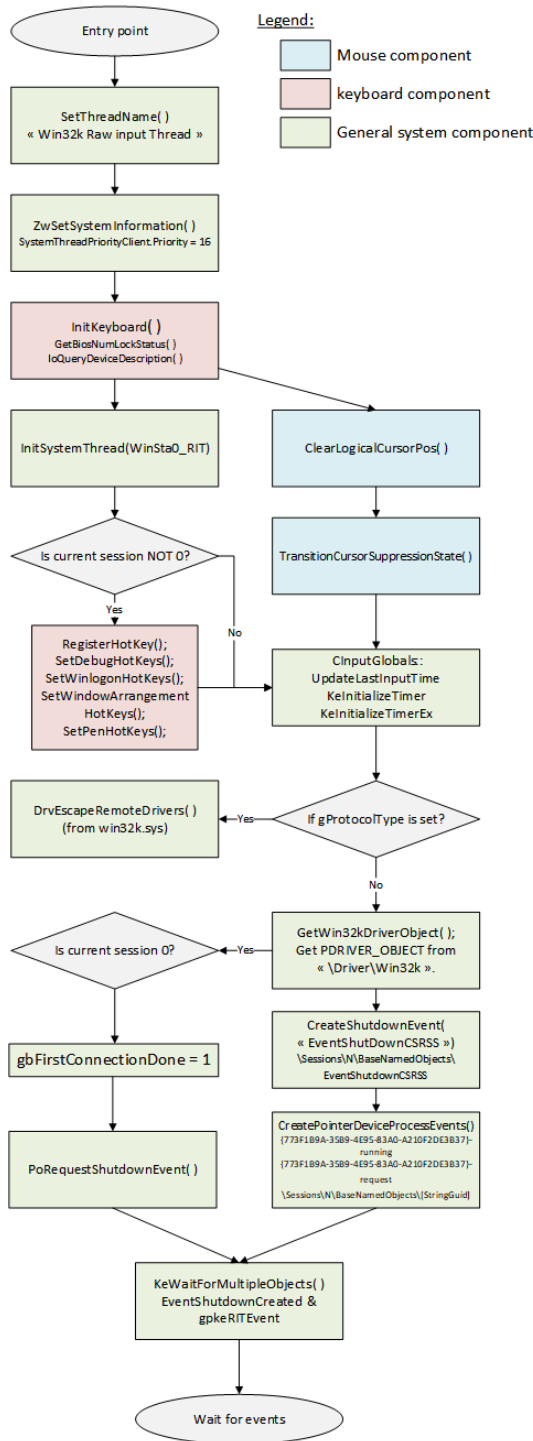 Entry point
Legend:
Mouse component
keyboard component
General system component
SetThreadName( )
« Win32k Raw input Thread »
ZwSetSystemInformation( )
SystemThreadPriorityClient.Priority = 16
InitKeyboard( )
GetBiosNumLockStatus( )
IoQueryDeviceDescription( )
InitSystemThread(WinSta0_RIT)
ClearLogicalCursorPos( )
Is current session NOT 0?
TransitionCursorSuppressionState( )
Yes
No
RegisterHotKey();
SetDebugHotKeys();
SetWinlogonHotKeys();
SetWindowArrangement
HotKeys();
SetPenHotKeys();
CInputGlobals::
UpdateLastInputTime
KeInitializeTimer
KeInitializeTimerEx
DrvEscapeRemoteDrivers( )
(from win32k.sys)
Yes
If gProtocolType is set?
No
Is current session 0?
Yes
GetWin32kDriverObject( );
Get PDRIVER_OBJECT from
« \Driver\Win32k ».
gbFirstConnectionDone = 1
CreateShutdownEvent(
« EventShutDownCSRSS »)
\Sessions\N\BaseNamedObjects\
EventShutdownCSRSS
PoRequestShutdownEvent( )
CreatePointerDeviceProcessEvents()
{773F1B9A-35B9-4E95-83A0-A210F2DE3B37}-
running
{773F1B9A-35B9-4E95-83A0-A210F2DE3B37}-
request
\Sessions\N\BaseNamedObjects\[StringGuid]
KeWaitForMultipleObjects( )
EventShutdownCreated &
gpkeRITEvent
Wait for events